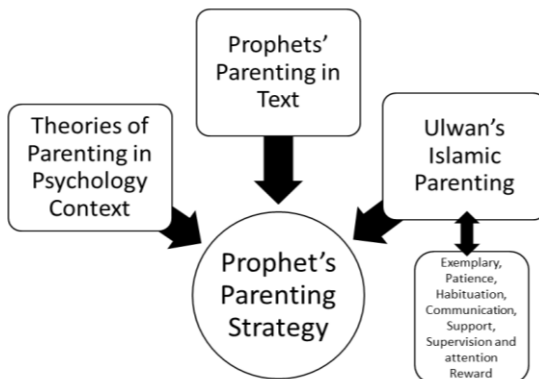 Prophets’
Parenting in
Text
Theories of
Parenting in
Psychology
Context
Ulwan’s
Islamic
Parenting
Prophet’s
Parenting
Strategy
Exemplary,
Patience,
Habituation,
Communication,
Support,
Supervision and
attention
Reward